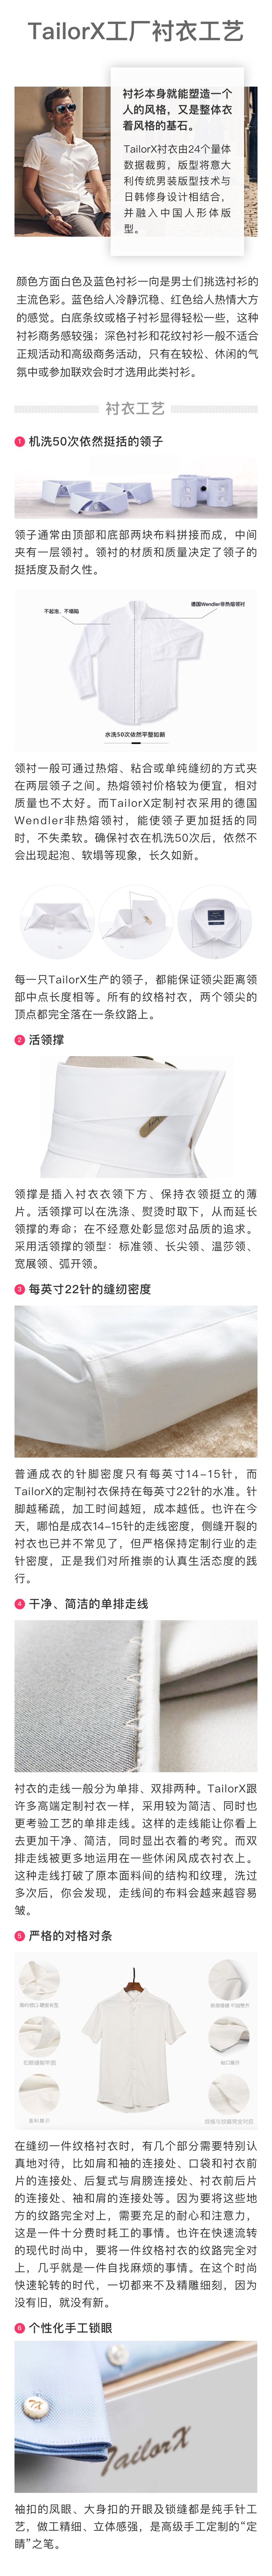 TailorX工厂衬衣工艺
衬衫本身就能塑造一个
人的风格，又是整体衣
着风格的基石。
TailorX衬衣由24个量体
数据裁剪，版型将意大
利传统男装版型技术与
日韩修身设计相结合，
并融入中国人形体版
型。
颜色方面白色及蓝色衬衫一向是男士们挑选衬衫的
主流色彩。蓝色给人冷静沉稳、红色给人热情大方
的感觉。白底条纹或格子衬衫显得轻松一些，这种
衬衫商务感较强；深色衬衫和花纹衬衫一般不适合
正规活动和高级商务活动，只有在较松、休闲的气
氛中或参加联欢会时才选用此类衬衫。
衬衣工艺
1 机洗50次依然挺括的领子
领子通常由顶部和底部两块布料拼接而成，中间
夹有一层领衬。领衬的材质和质量决定了领子的
挺括度及耐久性。
不起泡、不塌陷
德国Wendler非热熔领衬
水洗50次依然平整如新
领衬一般可通过热熔、粘合或单纯缝纫的方式夹
在两层领子之间。热熔领衬价格较为便宜，相对
质量也不太好。而TailorX定制衬衣采用的德国
Wendler非热熔领衬，能使领子更加挺括的同
时，不失柔软。确保衬衣在机洗50次后，依然不
会出现起泡、软塌等现象，长久如新。
每一只TailorX生产的领子，都能保证领尖距离领
部中点长度相等。所有的纹格衬衣，两个领尖的
顶点都完全落在一条纹路上。
2 活领撑
领撑是插入衬衣衣领下方、保持衣领挺立的薄
片。活领撑可以在洗涤、熨烫时取下，从而延长
领撑的寿命；在不经意处彰显您对品质的追求。
采用活领撑的领型：标准领、长尖领、温莎领、
宽展领、弧开领。
3 每英寸22针的缝纫密度
普通成衣的针脚密度只有每英寸14-15针，而
TailorX的定制衬衣保持在每英寸22针的水准。针
脚越稀疏，加工时间越短，成本越低。也许在今
天，哪怕是成衣14-15针的走线密度，侧缝开裂的
衬衣也已并不常见了，但严格保持定制行业的走
针密度，正是我们对所推崇的认真生活态度的践
行。
4 干净、简洁的单排走线
衬衣的走线一般分为单排、双排两种。TailorX跟
许多高端定制衬衣一样，采用较为简洁、同时也
更考验工艺的单排走线。这样的走线能让你看上
去更加干净、简洁，同时显出衣着的考究。而双
排走线被更多地运用在一些休闲风成衣衬衣上。
这种走线打破了原本面料间的结构和纹理，洗过
多次后，你会发现，走线间的布料会越来越容易
皱。
5 严格的对格对条
在缝纫一件纹格衬衣时，有几个部分需要特别认
真地对待，比如肩和袖的连接处、口袋和衬衣前
片的连接处、后复式与肩膀连接处、衬衣前后片
的连接处、袖和肩的连接处等。因为要将这些地
方的纹路完全对上，需要充足的耐心和注意力，
这是一件十分费时耗工的事情。也许在快速流转
的现代时尚中，要将一件纹格衬衣的纹路完全对
上，几乎就是一件自找麻烦的事情。在这个时尚
快速轮转的时代，一切都来不及精雕细刻，因为
没有旧，就没有新。
6 个性化手工锁眼
TailorX
袖扣的凤眼、大身扣的开眼及锁缝都是纯手针工
艺，做工精细、立体感强，是高级手工定制的“定
睛”之笔。